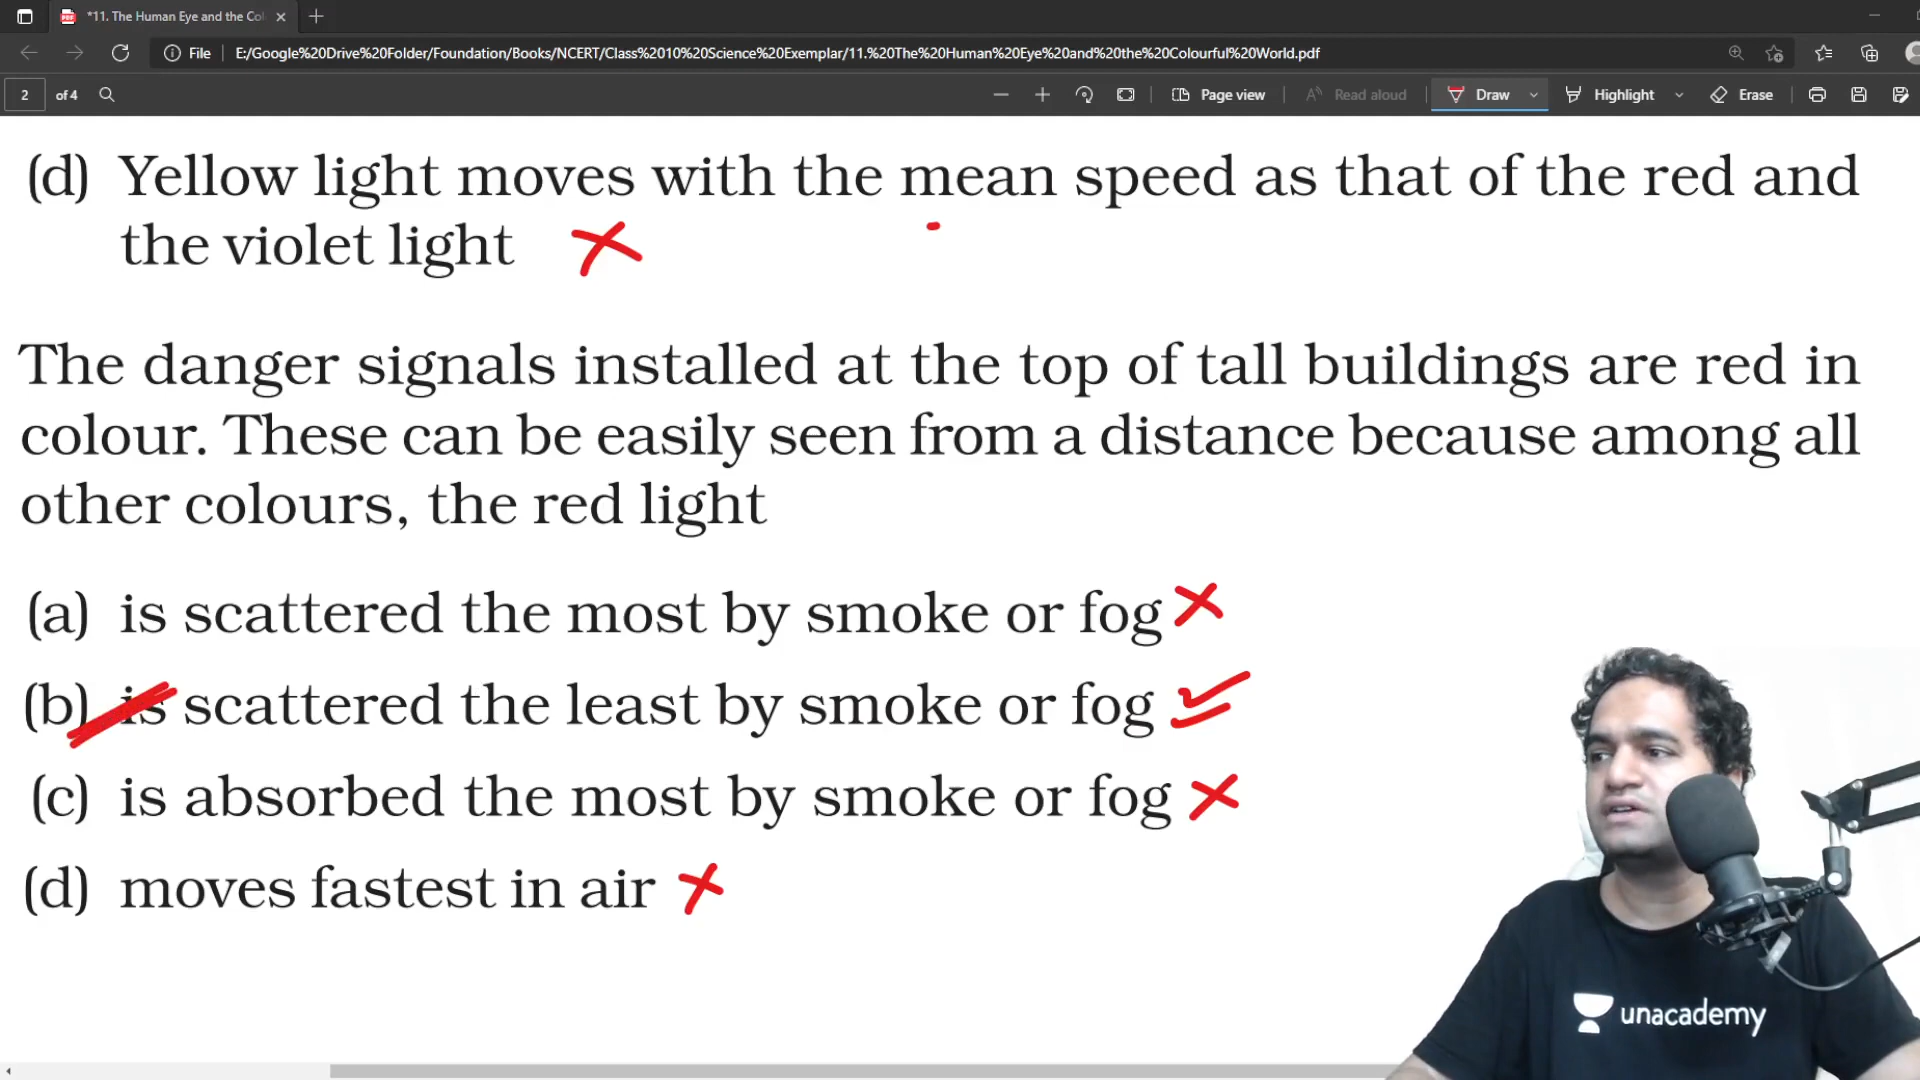 *11. The Human Eye and the Col
2 of 4
File
E:/Google%20Drive%20Folder/Foundation/Books/NCERT/Class%2010%20Science%20Exemplar/11.%20The%20Human%20Eye%20and%20the%20Colourful%20World.pdf
Page view
Read aloud
Draw
Highlight
Erase
(d) Yellow light moves with the mean speed as that of the red and
the violet light
The danger signals installed at the top of tall buildings are red in
colour. These can be easily seen from a distance because among all
other colours, the red light
(a) is scattered the most by smoke or fog
(b) is scattered the least by smoke or fog
(c) is absorbed the most by smoke or fog
(d) moves fastest in air
unacademy